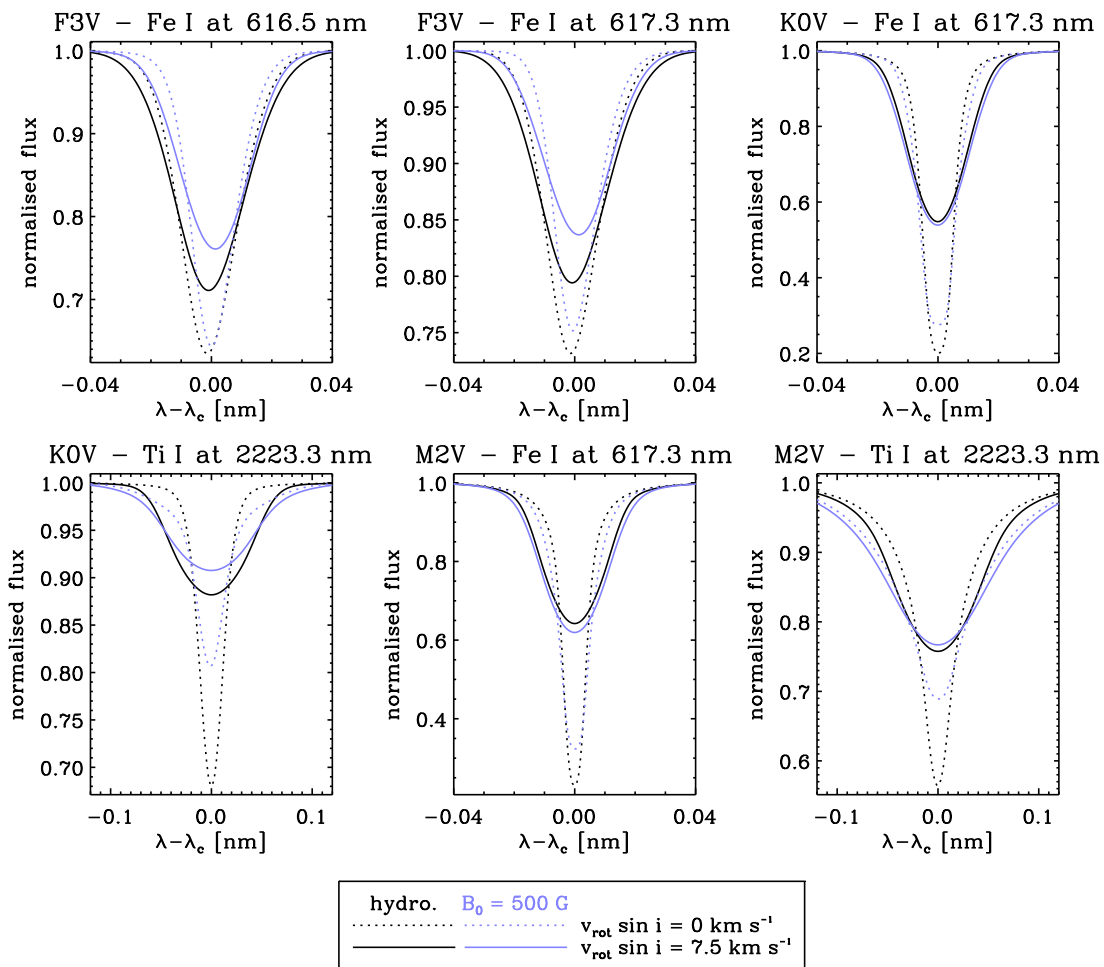 F3V – Fe I at 616.5 nm
F3V – Fe I at 617.3 nm
K0V – Fe I at 617.3 nm
normalised flux
1.0
0.9
0.8
0.7
−0.04 0.00 0.04
λ−λc [nm]
normalised flux
1.00
0.95
0.90
0.85
0.80
0.75
−0.04 0.00 0.04
λ−λc [nm]
normalised flux
1.0
0.8
0.6
0.4
0.2
−0.04 0.00 0.04
λ−λc [nm]
K0V – Ti I at 2223.3 nm
M2V – Fe I at 617.3 nm
M2V – Ti I at 2223.3 nm
normalised flux
1.00
0.95
0.90
0.85
0.80
0.75
0.70
−0.1 0.0 0.1
λ−λc [nm]
normalised flux
1.0
0.8
0.6
0.4
−0.04 0.00 0.04
λ−λc [nm]
normalised flux
1.0
0.9
0.8
0.7
0.6
−0.1 0.0 0.1
λ−λc [nm]
hydro. B₀ = 500 G
vrot sin i = 0 km s⁻¹
vrot sin i = 7.5 km s⁻¹